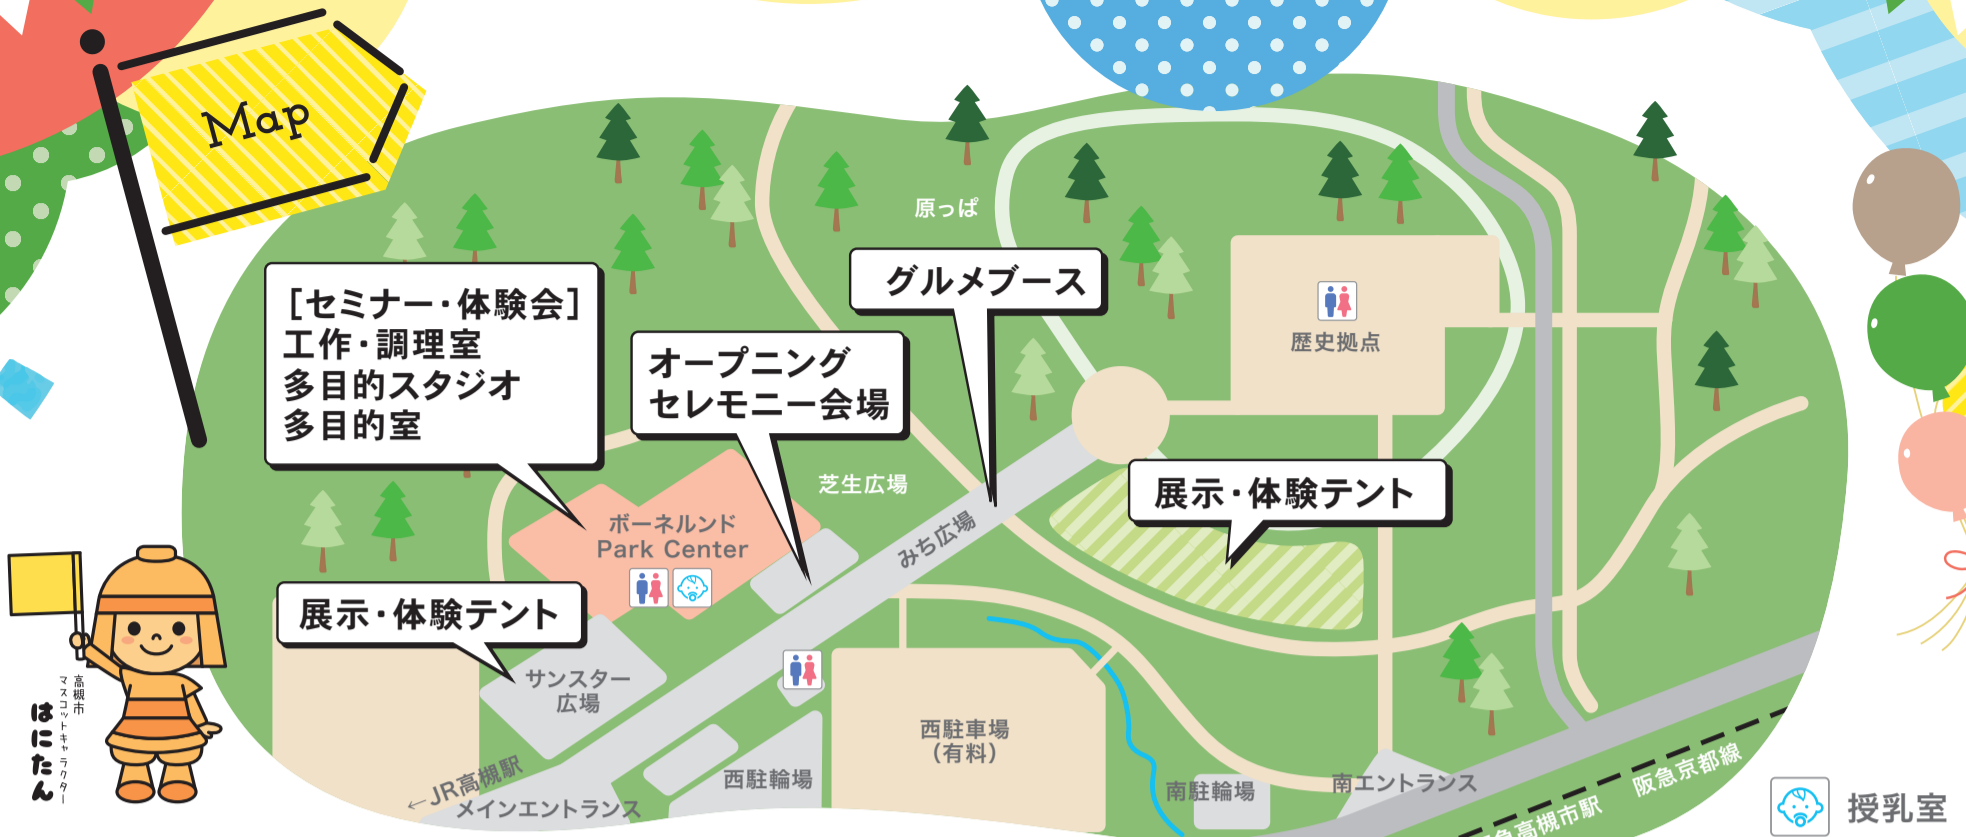 Map
原っぱ
[セミナー・体験会]
工作・調理室
多目的スタジオ
多目的室
グルメブース
オープニング
セレモニー会場
歴史拠点
芝生広場
展示・体験テント
ボーネルンド
Park Center
みち広場
展示・体験テント
サンスター
広場
高槻市
マスコットキャラクター
はにたん
西駐車場
（有料）
西駐輪場
←JR高槻駅
メインエントランス
南駐輪場
南エントランス
阪急京都線
急高槻市駅
授乳室